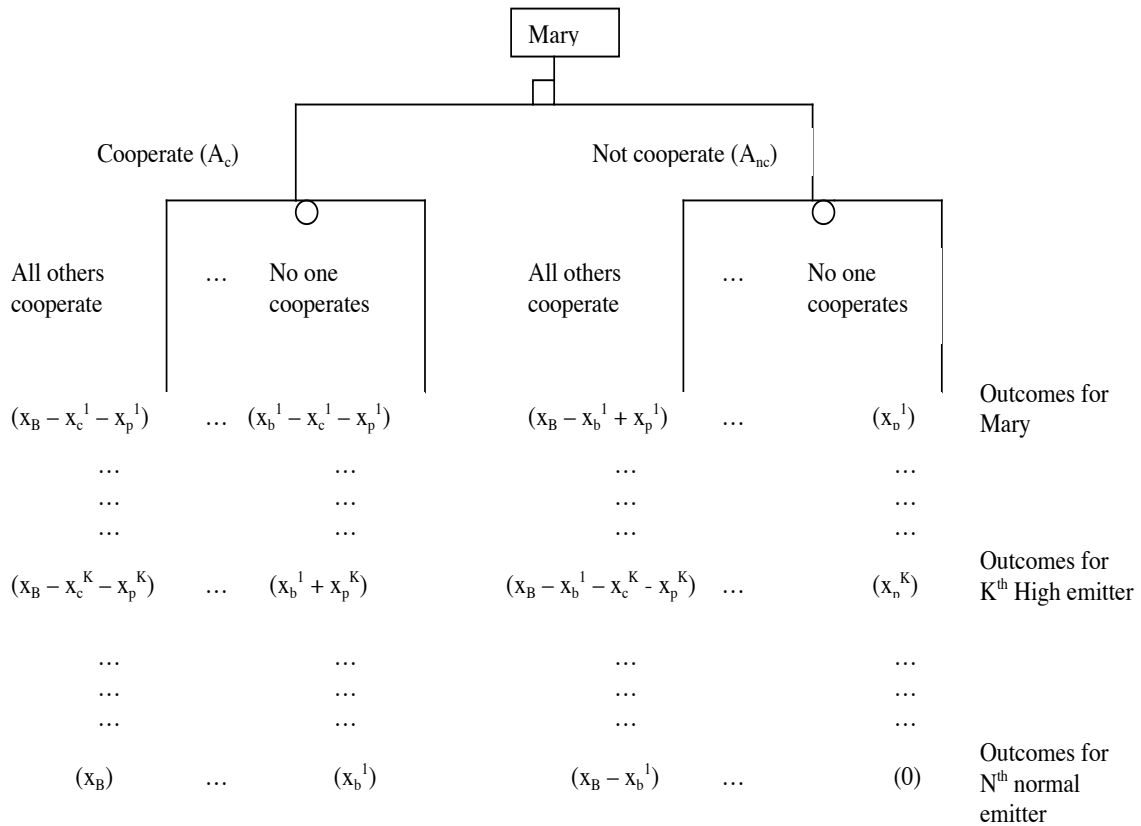 Mary
Cooperate (A_c)
Not cooperate (A_nc)
All others
cooperate
…
No one
cooperates
All others
cooperate
…
No one
cooperates
(x_B – x_c^1 – x_p^1) … (x_b^1 – x_c^1 – x_p^1) (x_B – x_b^1 + x_p^1) … (x_p^1)
Outcomes for
Mary
… … … …
… … … …
… … … …
(x_B – x_c^K – x_p^K) … (x_b^1 + x_p^K) (x_B – x_b^1 – x_c^K - x_p^K) … (x_p^K)
Outcomes for
K^th High emitter
… … … …
… … … …
… … … …
(x_B) … (x_b^1) (x_B – x_b^1) … (0)
Outcomes for
N^th normal
emitter